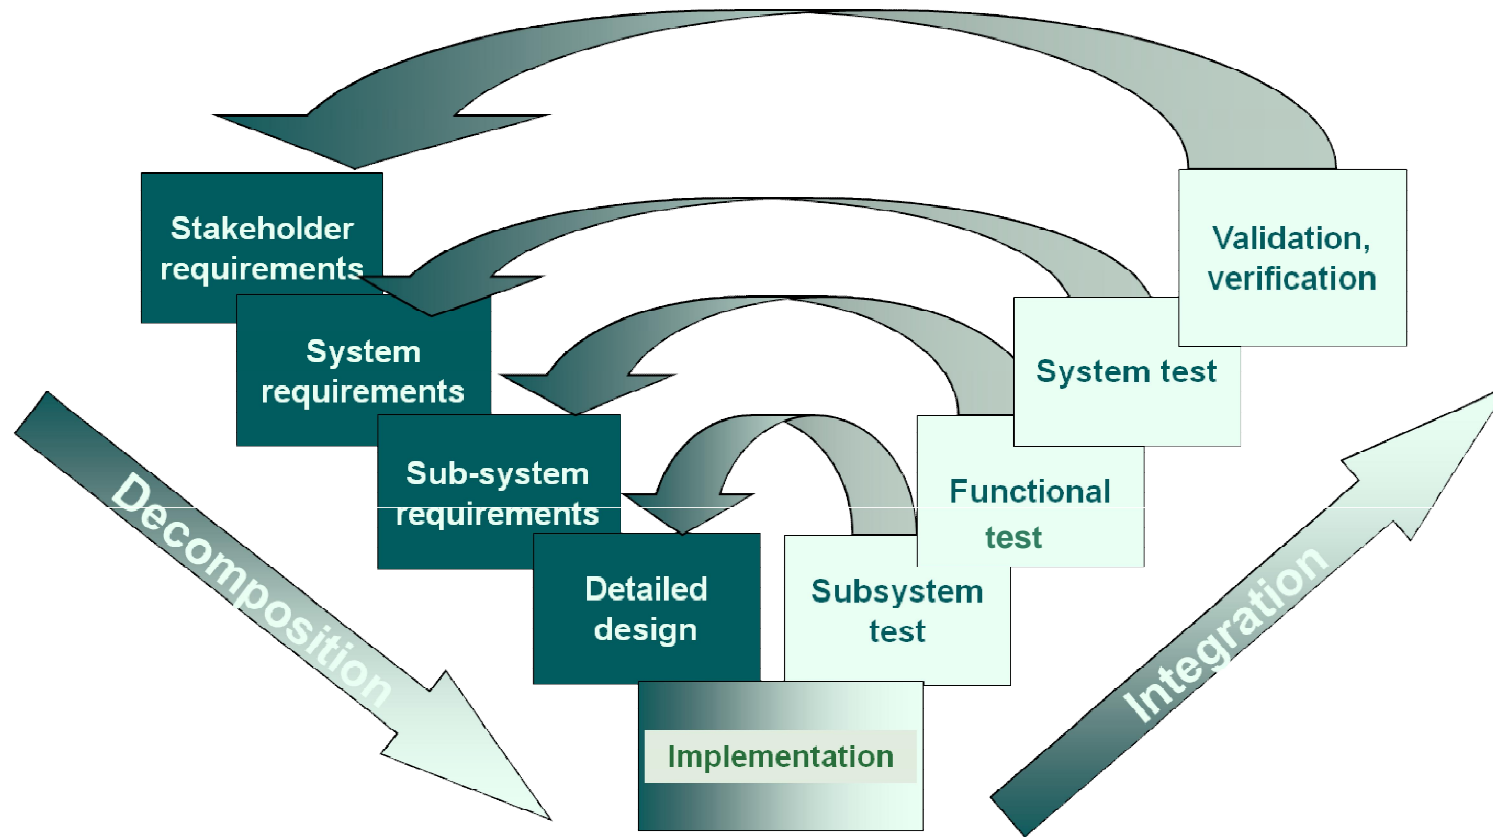 Stakeholder
requirements
Validation,
verification
System
requirements
System test
Sub-system
requirements
Functional
test
Detailed
design
Subsystem
test
Implementation
Decomposition
Integration